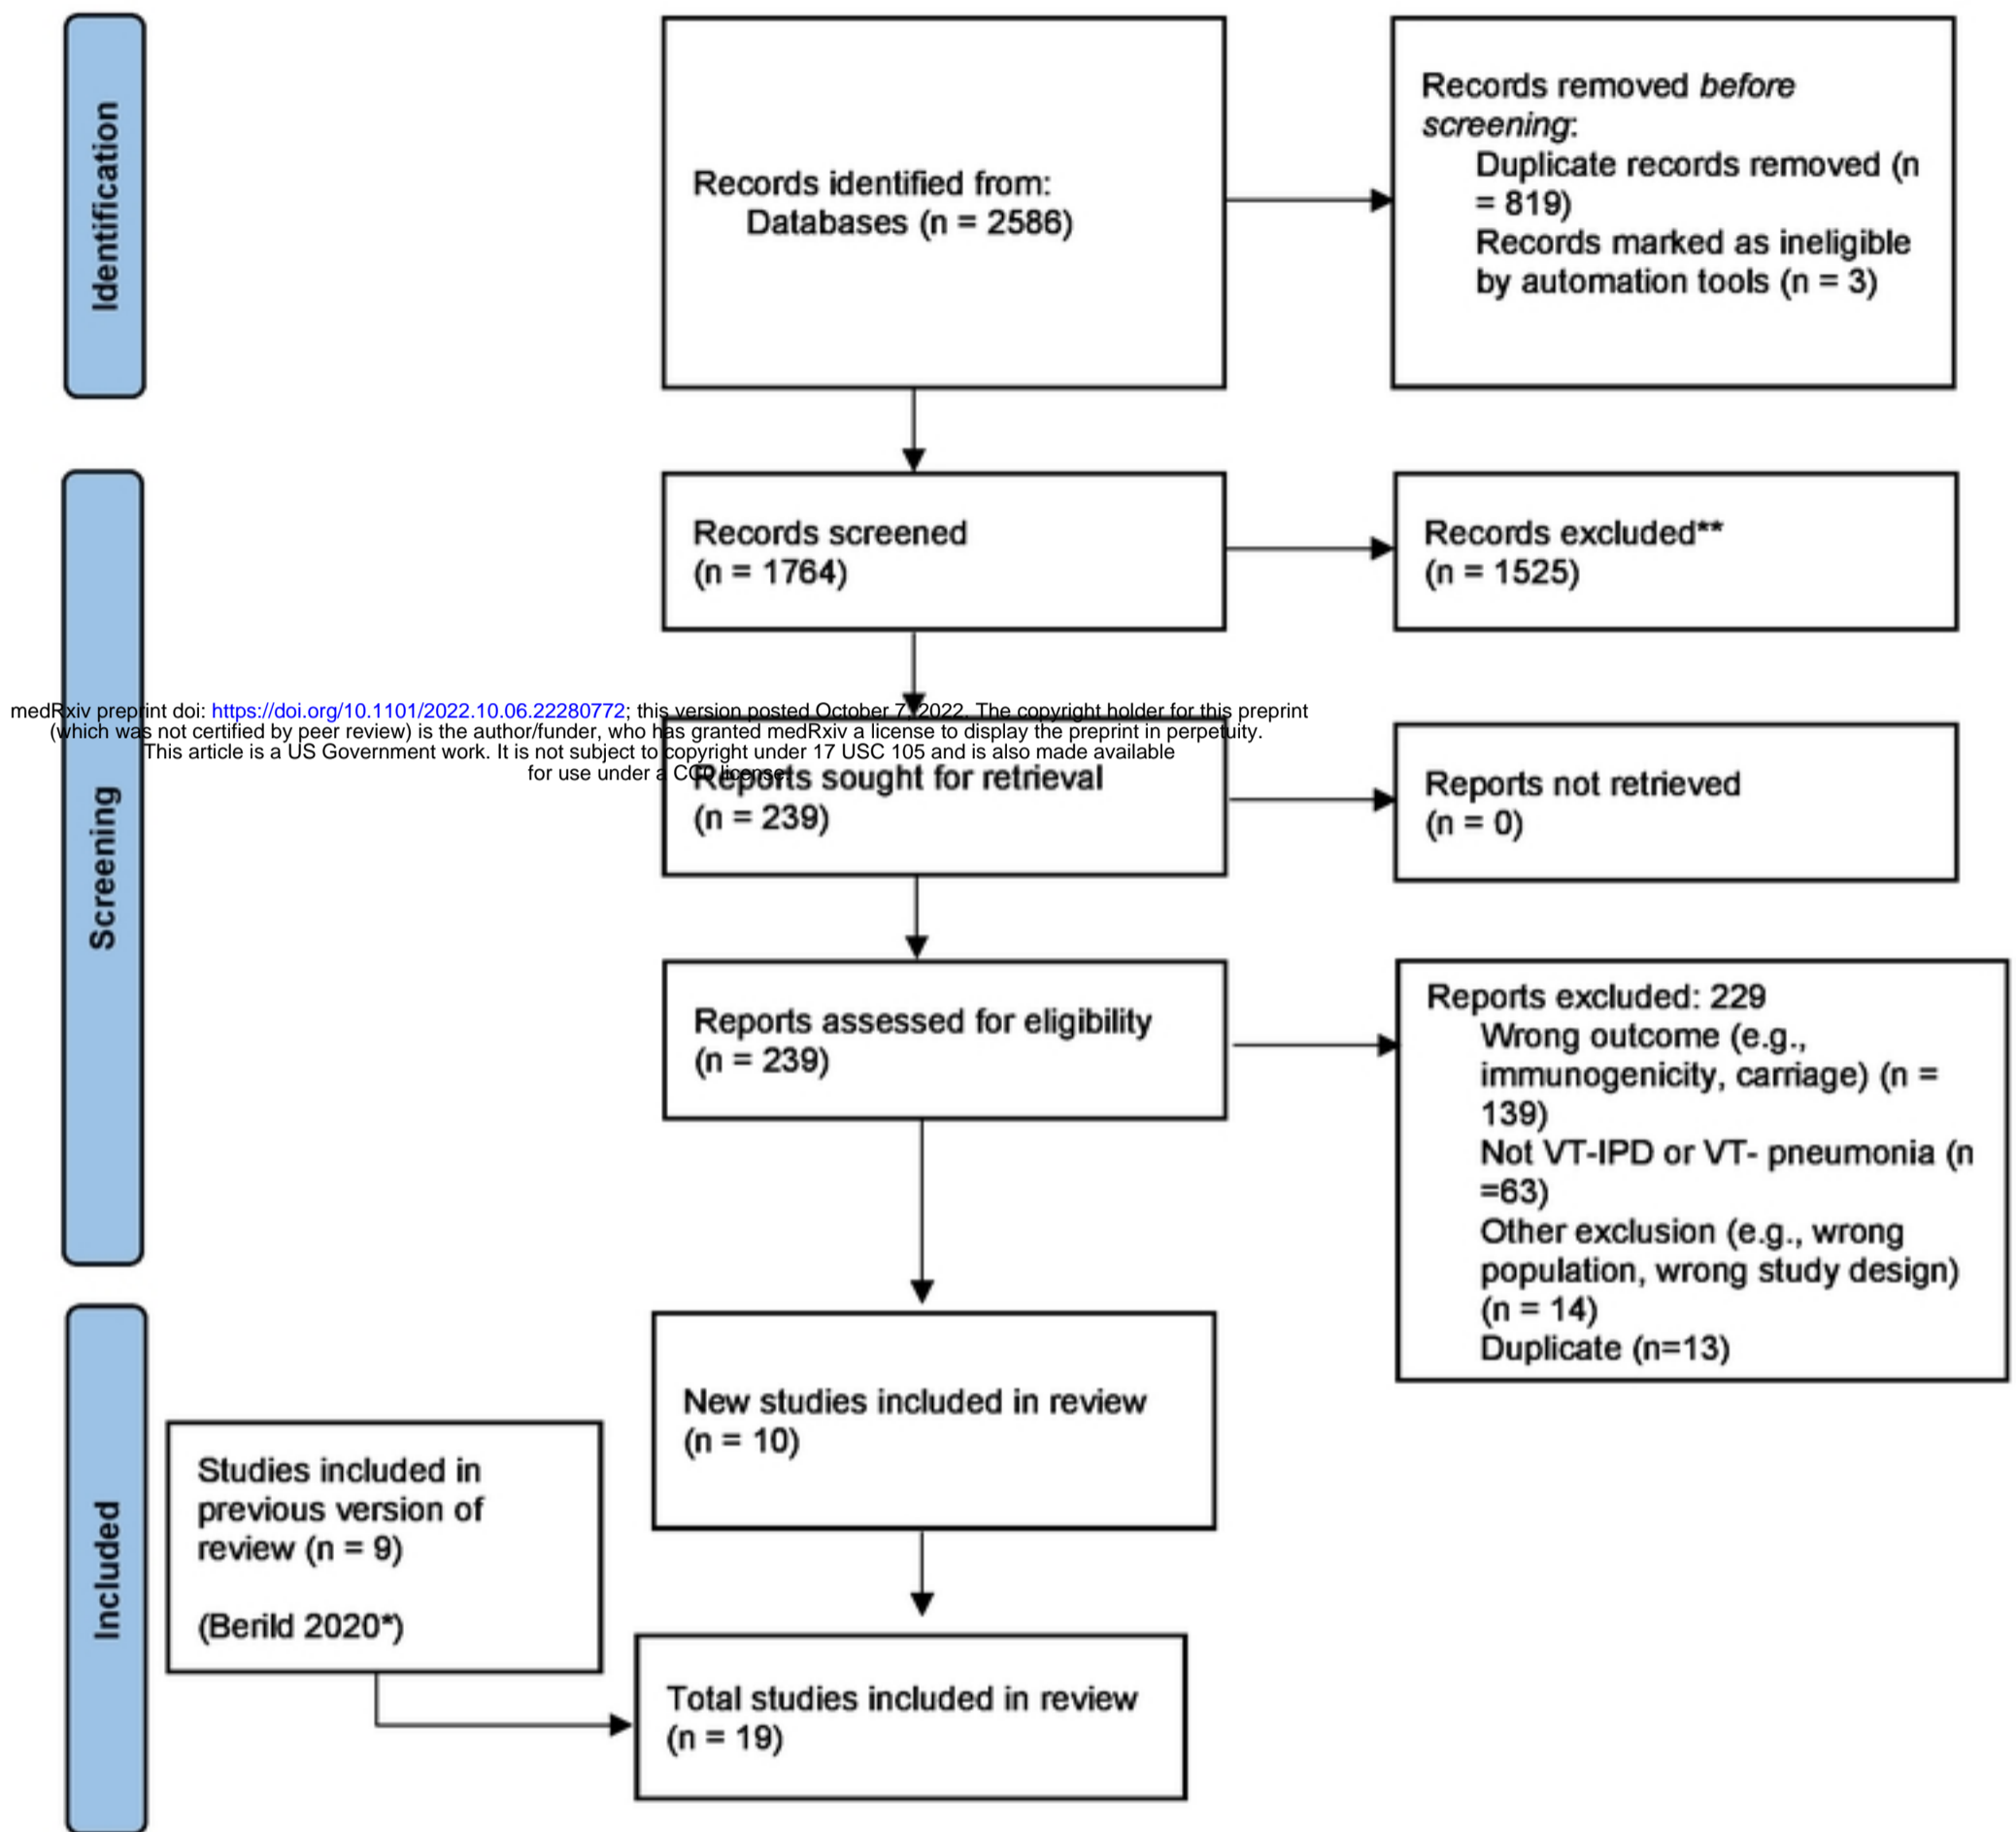 Identification
Records identified from:
Databases (n = 2586)
Records removed before
screening:
Duplicate records removed (n
= 819)
Records marked as ineligible
by automation tools (n = 3)
Screening
Records screened
(n = 1764)
Records excluded**
(n = 1525)
medRxiv preprint doi: https://doi.org/10.1101/2022.10.06.22280772; this version posted October 7, 2022. The copyright holder for this preprint
(which was not certified by peer review) is the author/funder, who has granted medRxiv a license to display the preprint in perpetuity.
This article is a US Government work. It is not subject to copyright under 17 USC 105 and is also made available
for use under a CC0 license.
Reports sought for retrieval
(n = 239)
Reports not retrieved
(n = 0)
Reports assessed for eligibility
(n = 239)
Reports excluded: 229
Wrong outcome (e.g.,
immunogenicity, carriage) (n =
139)
Not VT-IPD or VT- pneumonia (n
=63)
Other exclusion (e.g., wrong
population, wrong study design)
(n = 14)
Duplicate (n=13)
Included
New studies included in review
(n = 10)
Studies included in
previous version of
review (n = 9)
(Berild 2020*)
Total studies included in review
(n = 19)